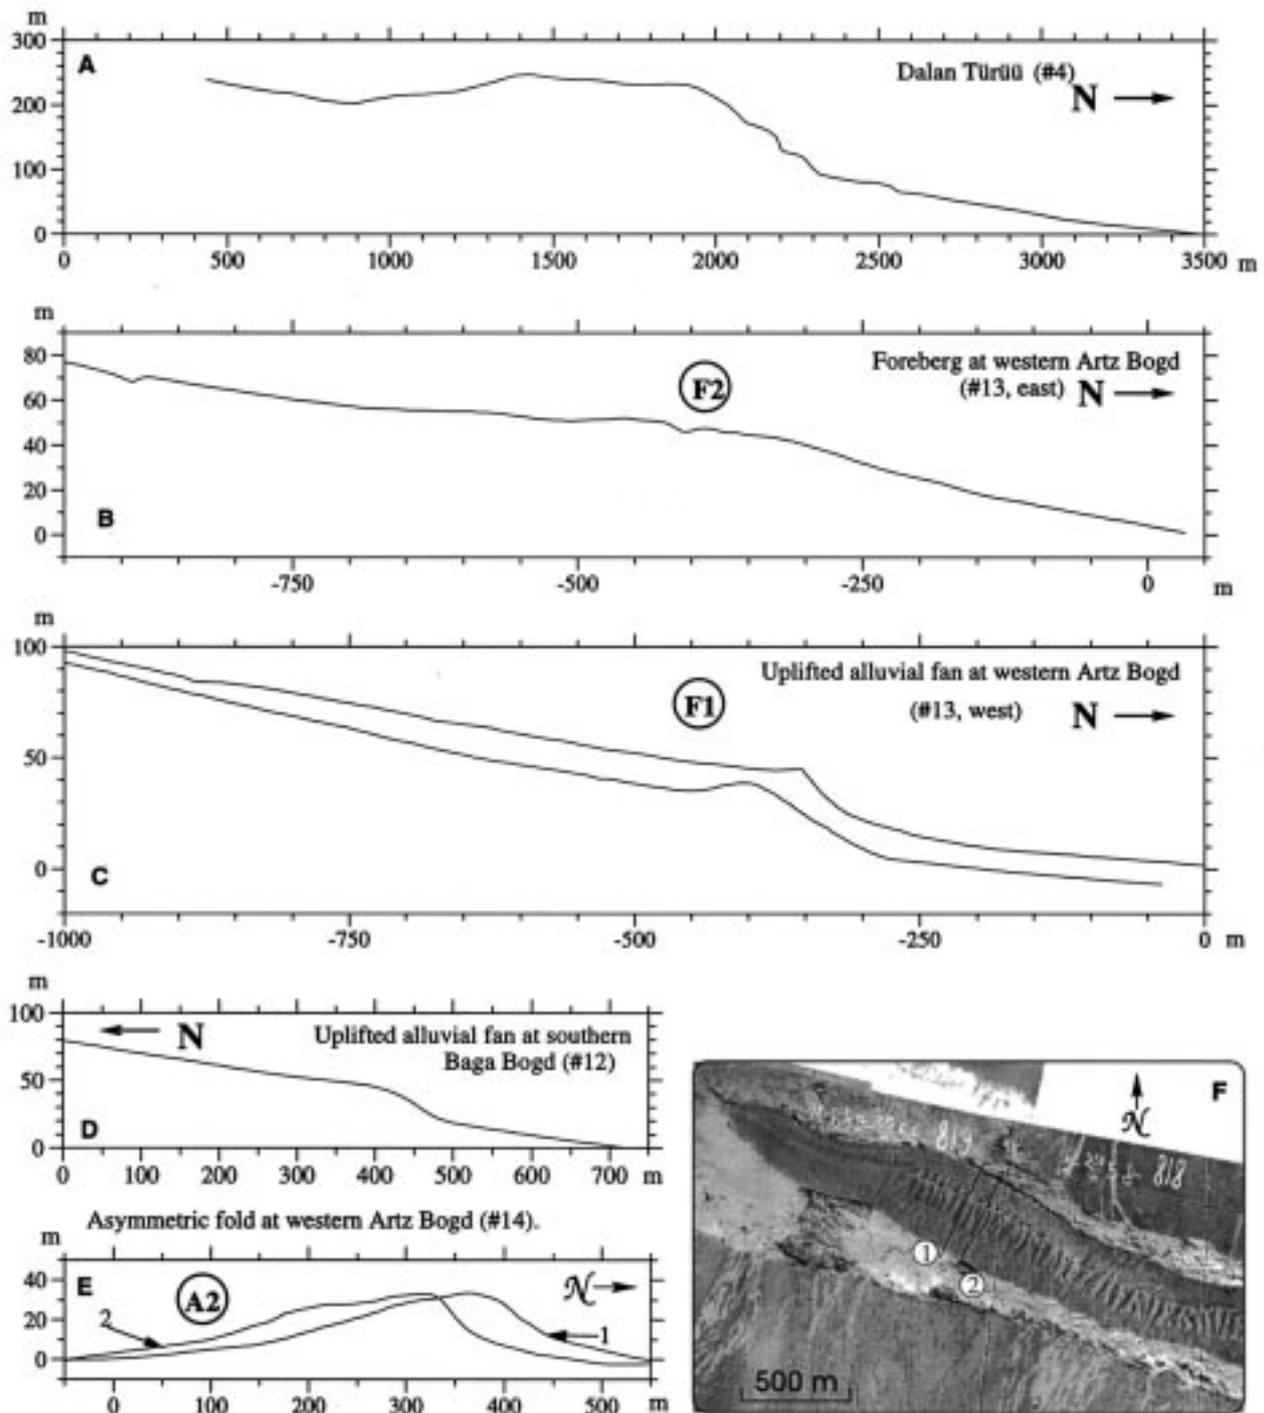 m
300
200
100
0
A
Dalan Türüü (#4)
N
0 500 1000 1500 2000 2500 3000 3500 m
m
80
60
40
20
0
B
F2
Foreberg at western Artz Bogd
(#13, east) N
-750 -500 -250 0 m
m
100
50
0
C
F1
Uplifted alluvial fan at western Artz Bogd
(#13, west) N
-1000 -750 -500 -250 0 m
m
100
50
0
D
N
Uplifted alluvial fan at southern
Baga Bogd (#12)
0 100 200 300 400 500 600 700 m
Asymmetric fold at western Artz Bogd (#14).
m
40
20
0
E
A2
N
2
1
0 100 200 300 400 500 m
F
N
819
818
1
2
500 m